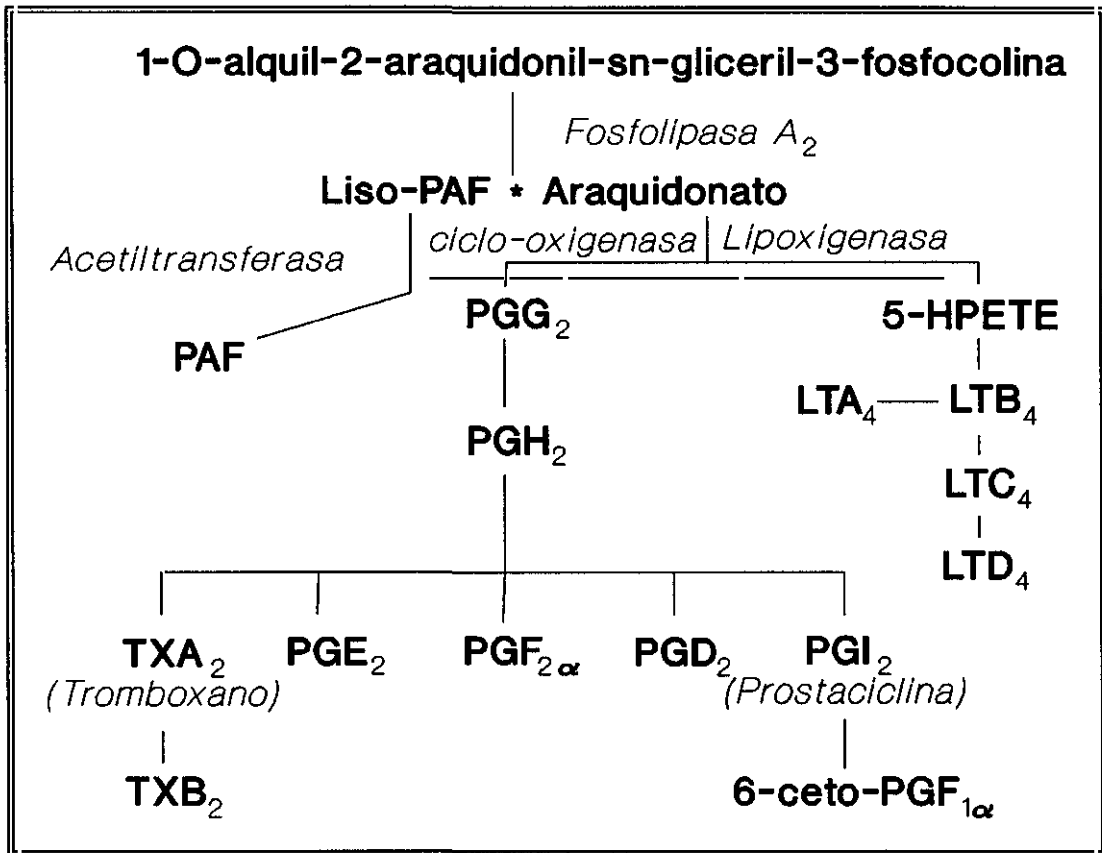 1-O-alquil-2-araquidonil-sn-gliceril-3-fosfocolina
Fosfolipasa A₂
Liso-PAF * Araquidonato
Acetiltransferasa
ciclo-oxigenasa Lipoxigenasa
PGG₂
5-HPETE
PAF
LTA₄ LTB₄
PGH₂
LTC₄
LTD₄
TXA₂ PGE₂ PGF₂α PGD₂ PGI₂
(Tromboxano) (Prostaciclina)
TXB₂ 6-ceto-PGF₁α